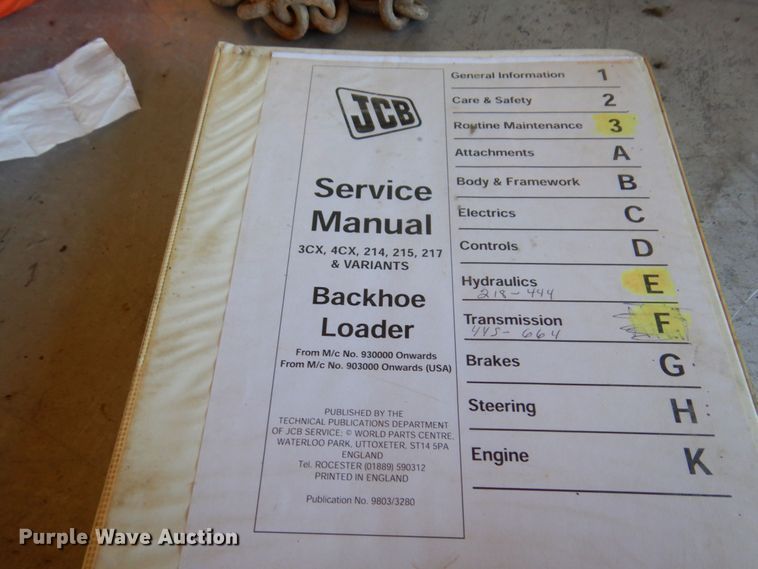 JCB
Service
Manual
3CX, 4CX, 214, 215, 217
& VARIANTS
Backhoe
Loader
From M/c No. 930000 Onwards
From M/c No. 903000 Onwards (USA)
PUBLISHED BY THE
TECHNICAL PUBLICATIONS DEPARTMENT
OF JCB SERVICE; © WORLD PARTS CENTRE,
WATERLOO PARK, UTTOXETER, ST14 5PA
ENGLAND
Tel. ROCESTER (01889) 590312
PRINTED IN ENGLAND
Publication No. 9803/3280
General Information 1
Care & Safety 2
Routine Maintenance 3
Attachments A
Body & Framework B
Electrics C
Controls D
Hydraulics E
218-444
Transmission F
445-664
Brakes G
Steering H
Engine K
Purple Wave Auction